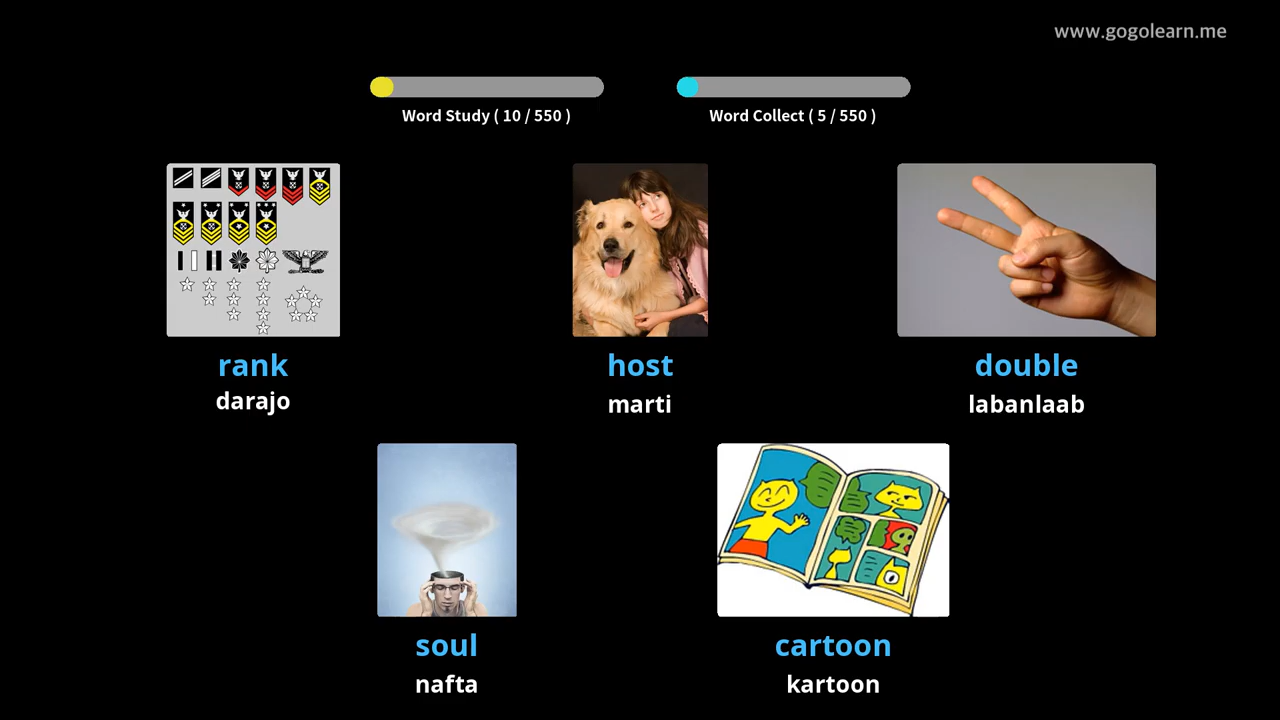 www.gogolearn.me
Word Study ( 10 / 550 )
Word Collect ( 5 / 550 )
rank
darajo
host
marti
double
labanlaab
soul
nafta
cartoon
kartoon